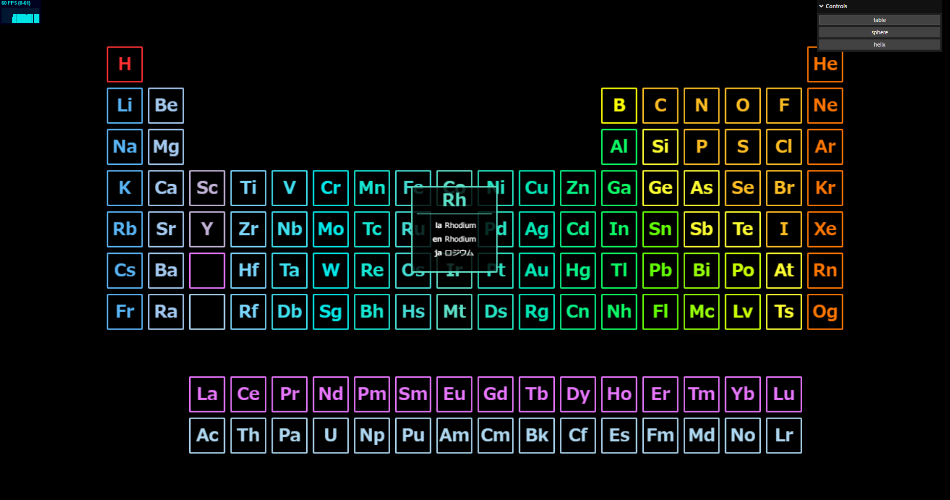 60 FPS (8-61)
Controls
table
sphere
helix
H He
Li Be B C N O F Ne
Na Mg Al Si P S Cl Ar
K Ca Sc Ti V Cr Mn Fe Co Ni Cu Zn Ga Ge As Se Br Kr
Rh
la Rhodium
en Rhodium
ja ロジウム
Rb Sr Y Zr Nb Mo Tc Ru Pd Ag Cd In Sn Sb Te I Xe
Cs Ba Hf Ta W Re Os Ir Pt Au Hg Tl Pb Bi Po At Rn
Fr Ra Rf Db Sg Bh Hs Mt Ds Rg Cn Nh Fl Mc Lv Ts Og
La Ce Pr Nd Pm Sm Eu Gd Tb Dy Ho Er Tm Yb Lu
Ac Th Pa U Np Pu Am Cm Bk Cf Es Fm Md No Lr